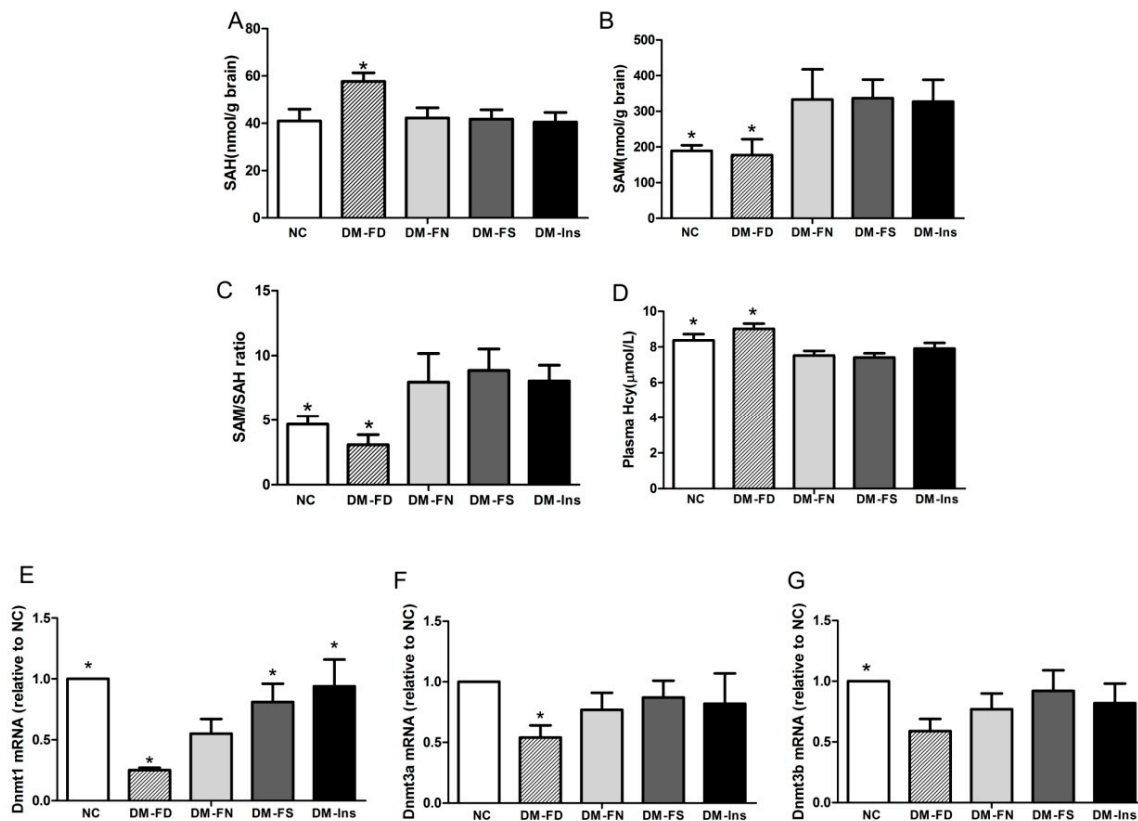 A
SAH(nmol/g brain)
80
60
40
20
0
*
NC DM-FD DM-FN DM-FS DM-Ins
B
SAM(nmol/g brain)
500
400
300
200
100
0
* *
NC DM-FD DM-FN DM-FS DM-Ins
C
SAM/SAH ratio
15
10
5
0
* *
NC DM-FD DM-FN DM-FS DM-Ins
D
Plasma Hcy(μmol/L)
10
8
6
4
2
0
* *
NC DM-FD DM-FN DM-FS DM-Ins
E
Dnmt1 mRNA (relative to NC)
1.5
1.0
0.5
0.0
* * * *
NC DM-FD DM-FN DM-FS DM-Ins
F
Dnmt3a mRNA (relative to NC)
1.5
1.0
0.5
0.0
*
NC DM-FD DM-FN DM-FS DM-Ins
G
Dnmt3b mRNA (relative to NC)
1.5
1.0
0.5
0.0
*
NC DM-FD DM-FN DM-FS DM-Ins